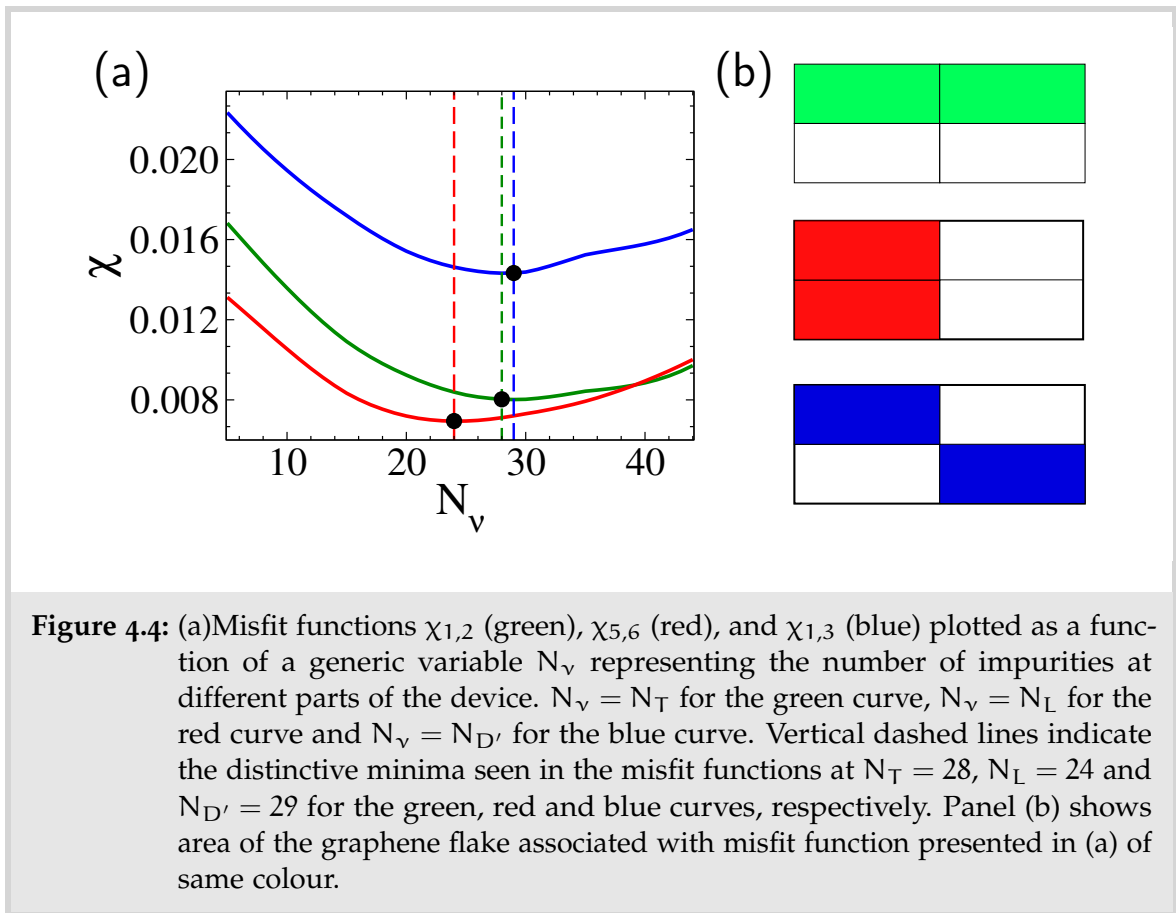 (a)
(b)
0.020
0.016
0.012
0.008
χ
10 20 30 40
N_ν
Figure 4.4: (a)Misfit functions χ1,2 (green), χ5,6 (red), and χ1,3 (blue) plotted as a func-
tion of a generic variable Nν representing the number of impurities at
different parts of the device. Nν = NT for the green curve, Nν = NL for the
red curve and Nν = ND′ for the blue curve. Vertical dashed lines indicate
the distinctive minima seen in the misfit functions at NT = 28, NL = 24 and
ND′ = 29 for the green, red and blue curves, respectively. Panel (b) shows
area of the graphene flake associated with misfit function presented in (a) of
same colour.